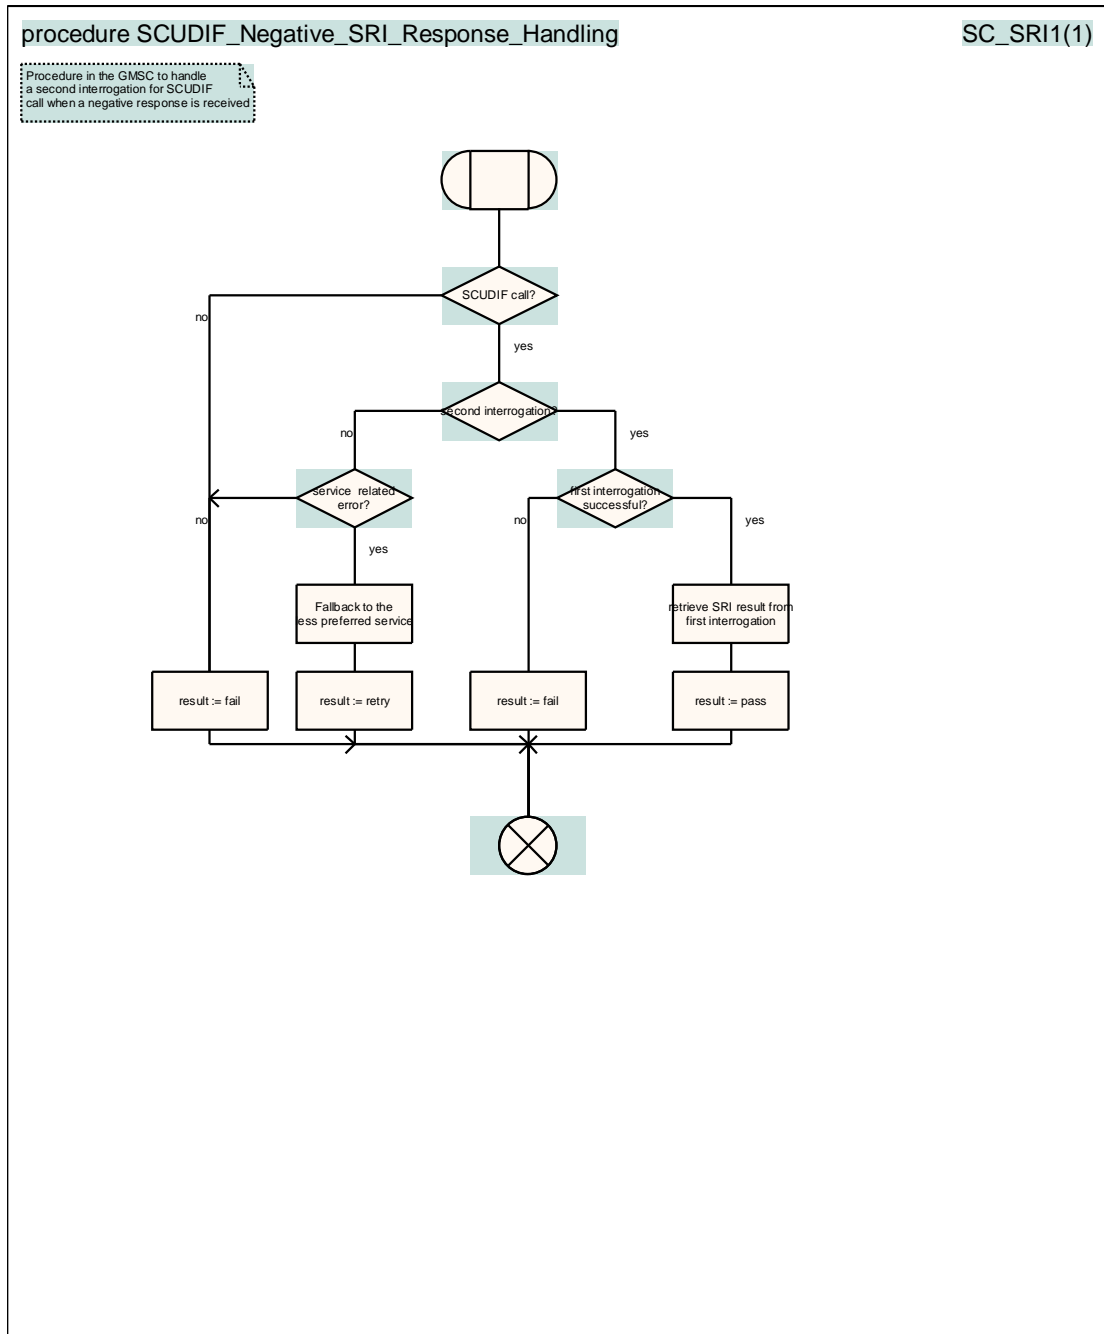 procedure SCUDIF_Negative_SRI_Response_Handling
SC_SRI1(1)
Procedure in the GMSC to handle
a second interrogation for SCUDIF
call when a negative response is received
SCUDIF call?
no
yes
second interrogation?
no
yes
service related
error?
first interrogation
successful?
no
no
yes
yes
Fallback to the
ess preferred service
retrieve SRI result from
first interrogation
result := fail
result := retry
result := fail
result := pass